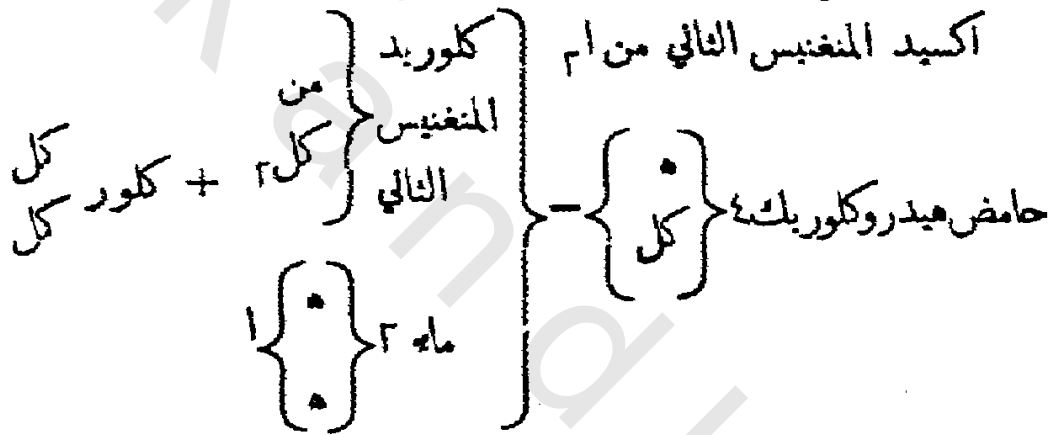 اكسيد المنغنيس الثاني من ا٢
حامض هيدروكلوريك ٤ { ه كل } =
كلوريد المنغنيس الثاني { من كل٢ + كلور كل كل
ماء ٢ { ه ه } ا